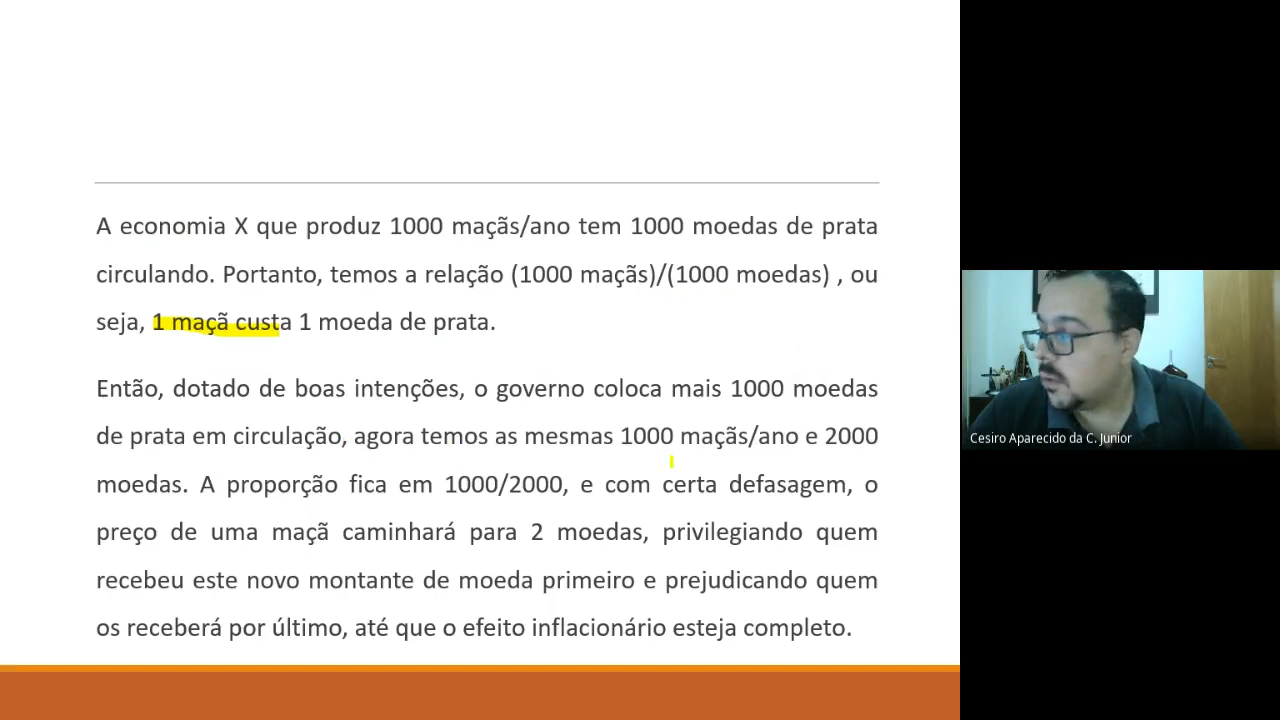 A economia X que produz 1000 maçãs/ano tem 1000 moedas de prata
circulando. Portanto, temos a relação (1000 maçãs)/(1000 moedas) , ou
seja, 1 maçã custa 1 moeda de prata.
Então, dotado de boas intenções, o governo coloca mais 1000 moedas
de prata em circulação, agora temos as mesmas 1000 maçãs/ano e 2000
moedas. A proporção fica em 1000/2000, e com certa defasagem, o
preço de uma maçã caminhará para 2 moedas, privilegiando quem
recebeu este novo montante de moeda primeiro e prejudicando quem
os receberá por último, até que o efeito inflacionário esteja completo.
Cesiro Aparecido da C. Junior